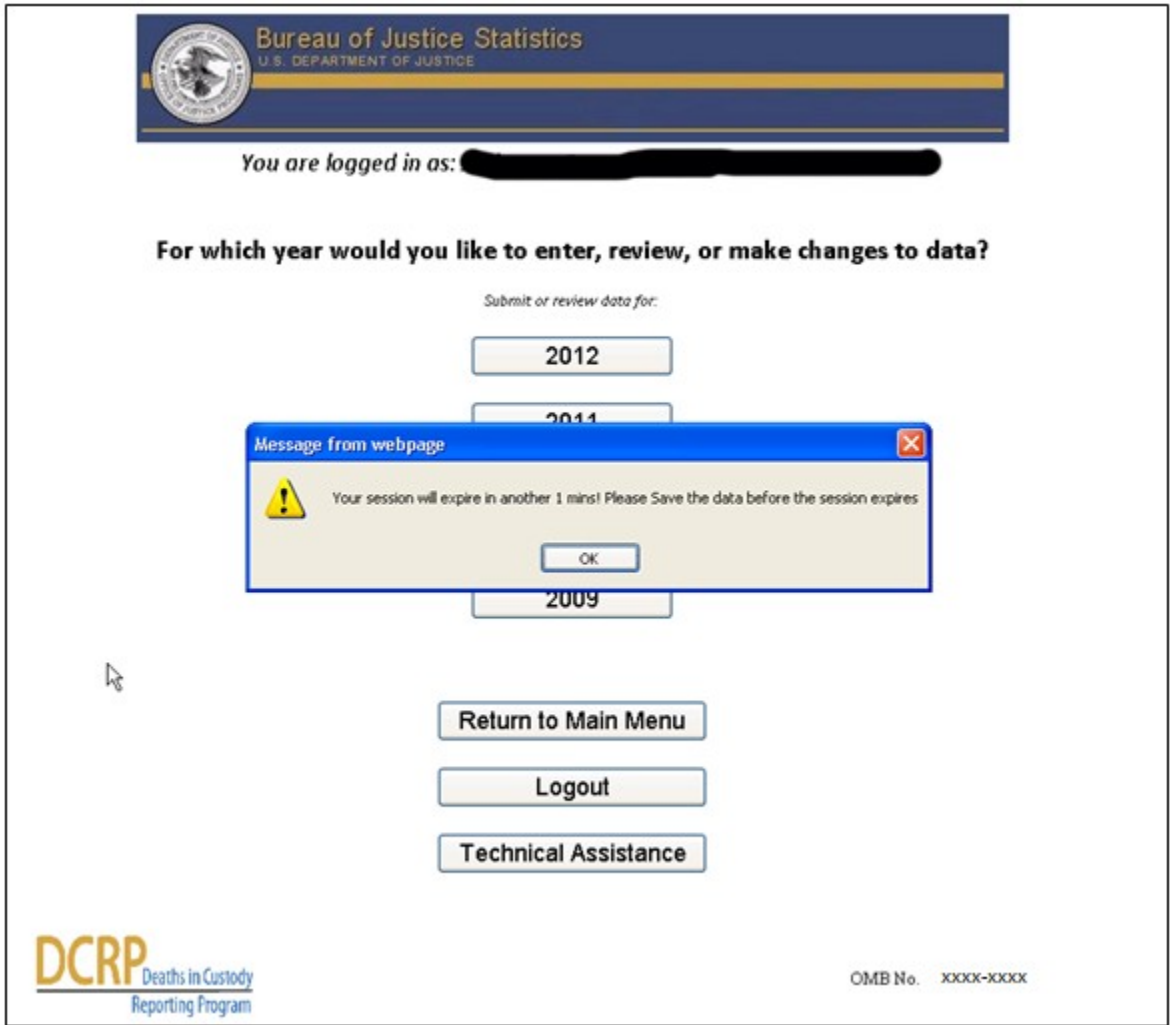 Bureau of Justice Statistics
U.S. DEPARTMENT OF JUSTICE
You are logged in as:
For which year would you like to enter, review, or make changes to data?
Submit or review data for:
2012
2011
Message from webpage
Your session will expire in another 1 mins! Please Save the data before the session expires
OK
2009
Return to Main Menu
Logout
Technical Assistance
DCRP Deaths in Custody
Reporting Program
OMB No. XXXX-XXXX